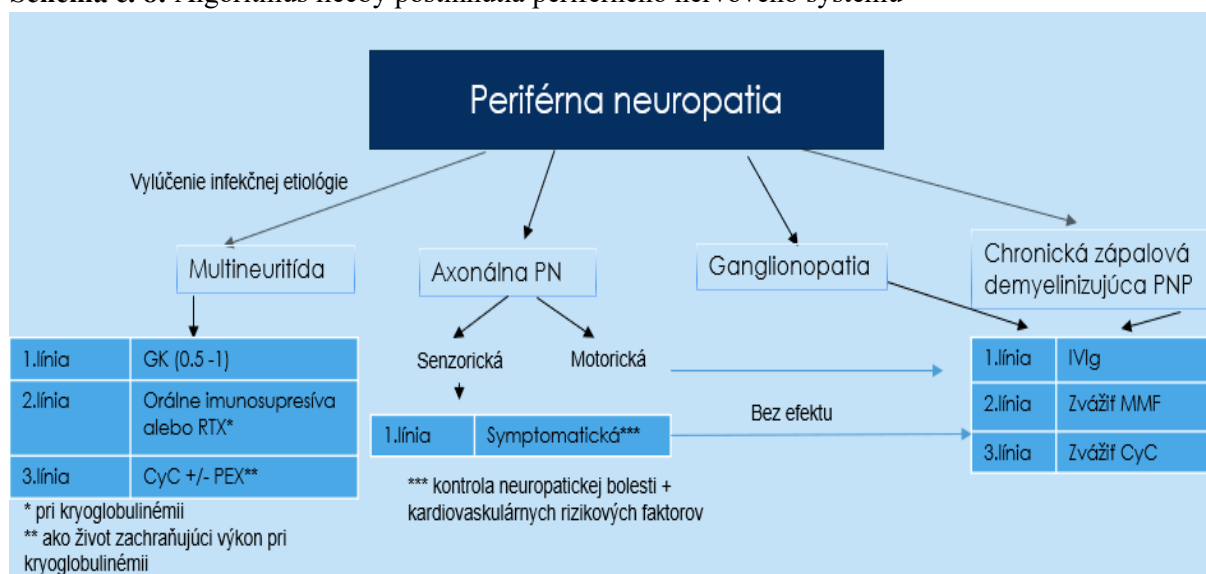 Periférna neuropatia
Vylúčenie infekčnej etiológie
Multineuritída
Axonálna PN
Ganglionopatia
Chronická zápalová
demyelinizujúca PNP
1.línia GK (0.5 -1)
2.línia Orálne imunosupresíva
alebo RTX*
3.línia CyC +/- PEX**
* pri kryoglobulinémii
** ako život zachraňujúci výkon pri
kryoglobulinémii
Senzorická
Motorická
1.línia Symptomatická***
*** kontrola neuropatickej bolesti +
kardiovaskulárnych rizikových faktorov
Bez efektu
1.línia IVIg
2.línia Zvážiť MMF
3.línia Zvážiť CyC